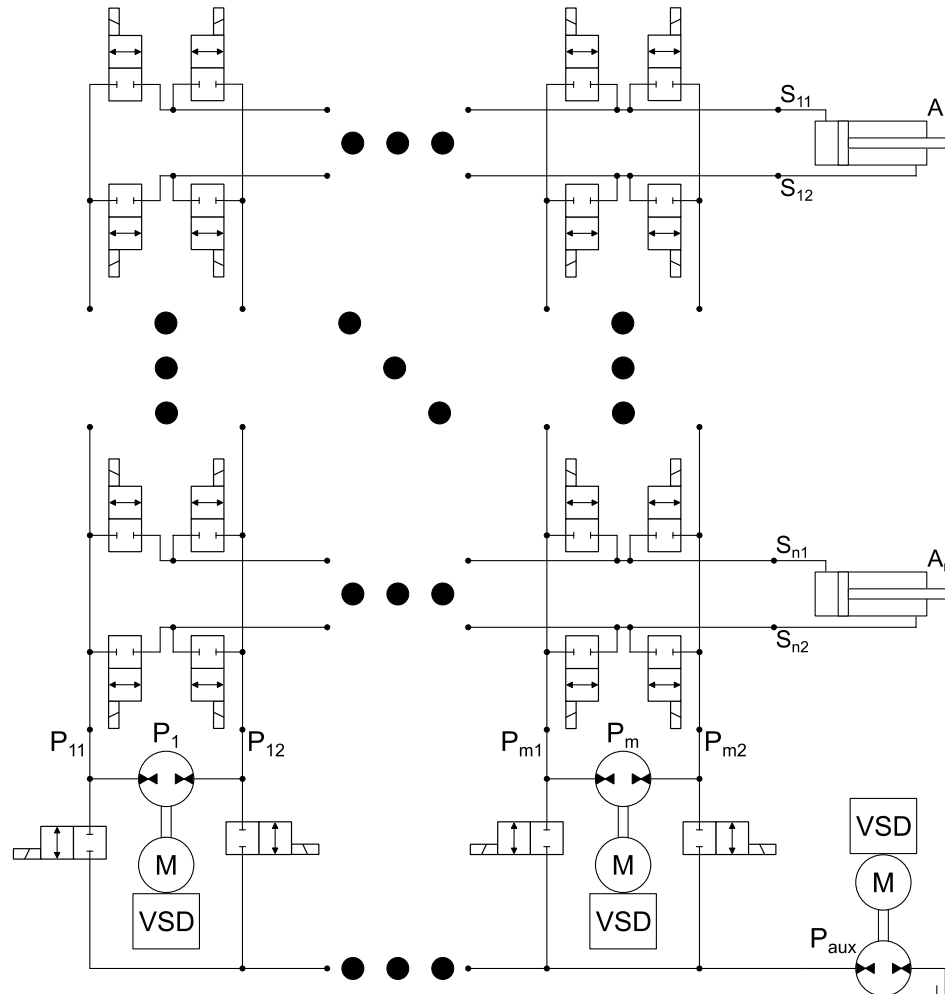 S₁₁
A
S₁₂
Sₙ₁
A
Sₙ₂
P₁₁ P₁ P₁₂
Pₘ₁ Pₘ Pₘ₂
M
VSD
M
VSD
VSD
M
Pₐᵤₓ